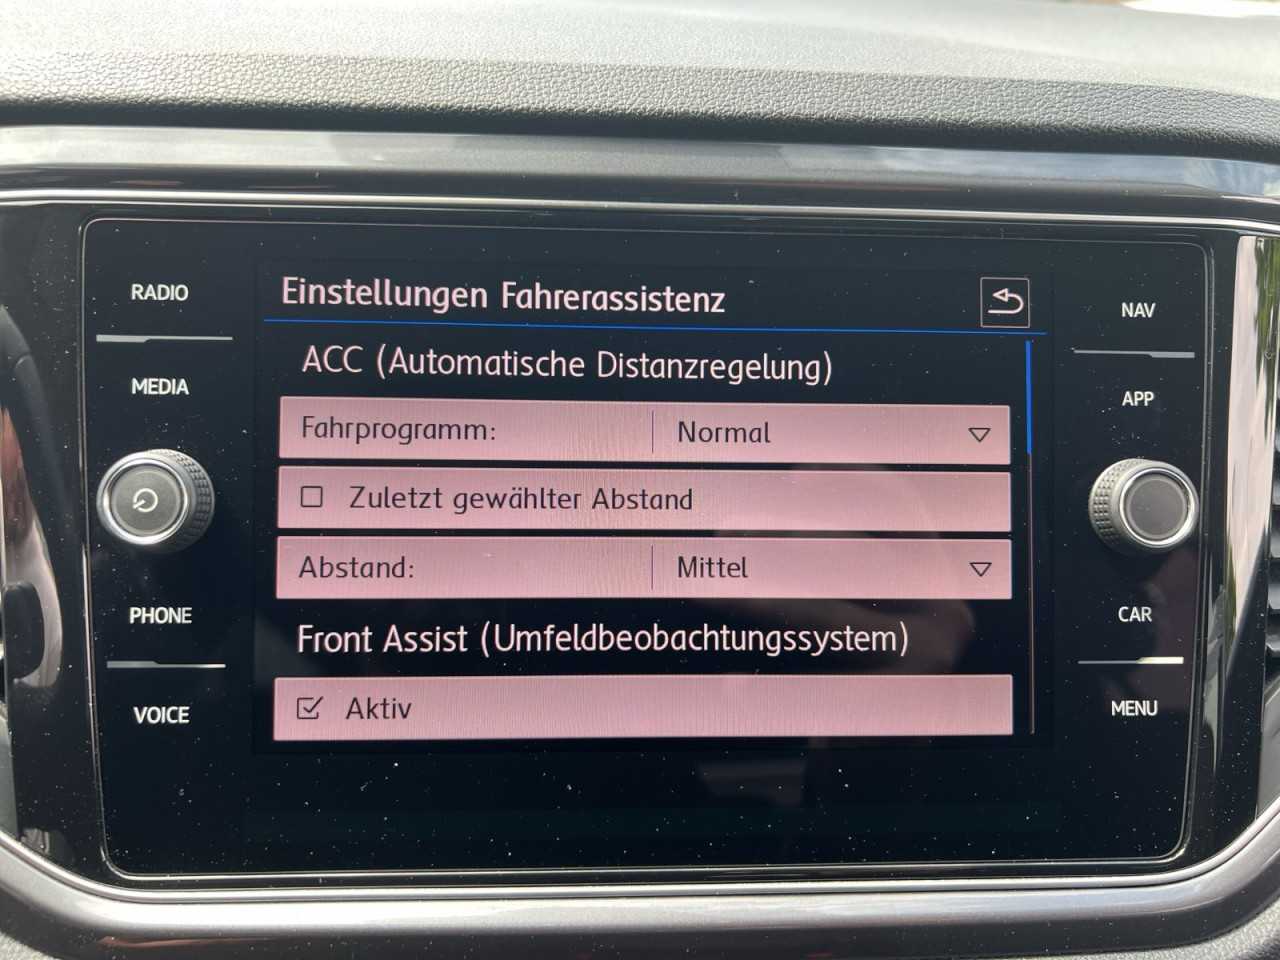 RADIO
MEDIA
PHONE
VOICE
Einstellungen Fahrerassistenz
ACC (Automatische Distanzregelung)
Fahrprogramm: Normal
Zuletzt gewählter Abstand
Abstand: Mittel
Front Assist (Umfeldbeobachtungssystem)
Aktiv
NAV
APP
CAR
MENU